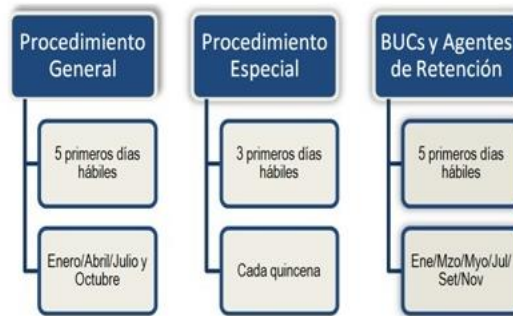 Procedimiento
General
5 primeros días
hábiles
Enero/Abril/Julio y
Octubre
Procedimiento
Especial
3 primeros días
hábiles
Cada quincena
BUCs y Agentes
de Retención
5 primeros días
hábiles
Ene/Mzo/Myo/Jul/
Set/Nov